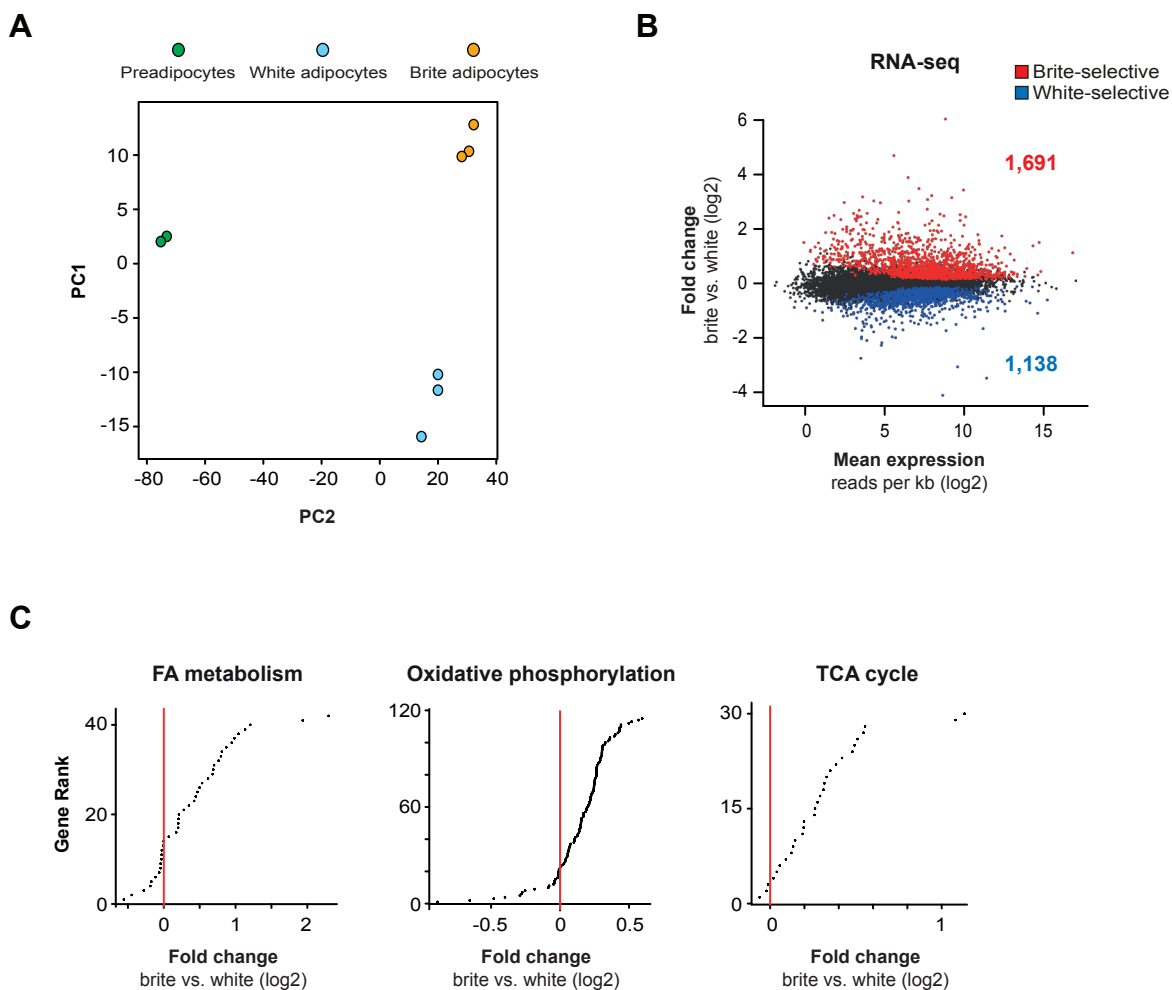 A
Preadipocytes White adipocytes Brite adipocytes
10
5
0
-5
-10
-15
PC1
-80 -60 -40 -20 0 20 40
PC2
B
RNA-seq
Brite-selective
White-selective
6
4
2
0
-2
-4
Fold change
brite vs. white (log2)
1,691
1,138
0 5 10 15
Mean expression
reads per kb (log2)
C
FA metabolism
40
20
0
Gene Rank
0 1 2
Fold change
brite vs. white (log2)
Oxidative phosphorylation
120
60
0
-0.5 0 0.5
Fold change
brite vs. white (log2)
TCA cycle
30
15
0
0 1
Fold change
brite vs. white (log2)